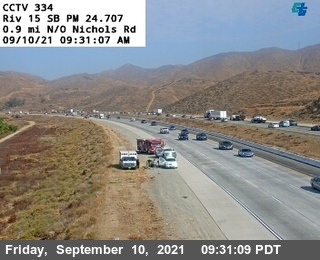 CCTV 334
Riv 15 SB PM 24.707
0.9 mi N/O Nichols Rd
09/10/21 09:31:07 AM
Friday, September 10, 2021 09:31:09 PDT